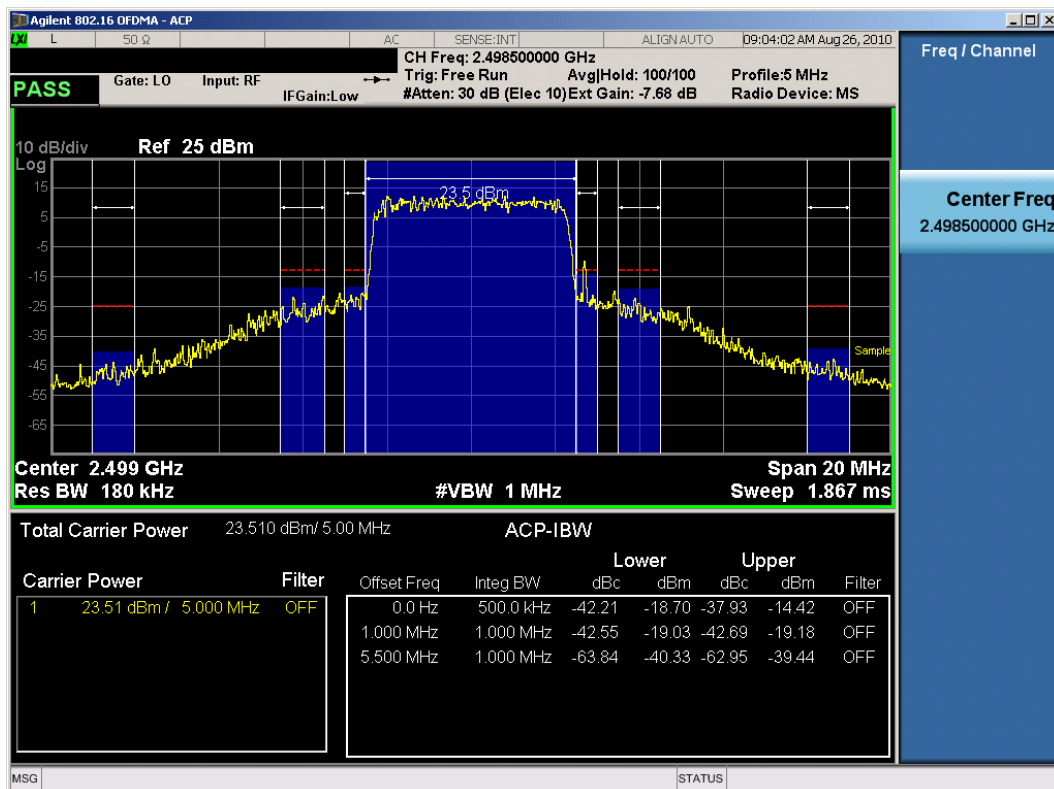 Agilent 802.16 OFDMA - ACP
LXI L 50 Ω AC SENSE:INT ALIGN AUTO 09:04:02 AM Aug 26, 2010
CH Freq: 2.498500000 GHz
PASS Gate: LO Input: RF Trig: Free Run Avg|Hold: 100/100 Profile:5 MHz
IFGain:Low #Atten: 30 dB (Elec 10) Ext Gain: -7.68 dB Radio Device: MS
Freq / Channel
Center Freq
2.498500000 GHz
10 dB/div Ref 25 dBm
Log
15
5
-5
-15
-25
-35
-45
-55
-65
23.5 dBm
Sample
Center 2.499 GHz Span 20 MHz
Res BW 180 kHz #VBW 1 MHz Sweep 1.867 ms
Total Carrier Power 23.510 dBm/ 5.00 MHz ACP-IBW
Lower Upper
Carrier Power Filter Offset Freq Integ BW dBc dBm dBc dBm Filter
1 23.51 dBm / 5.000 MHz OFF 0.0 Hz 500.0 kHz -42.21 -18.70 -37.93 -14.42 OFF
1.000 MHz 1.000 MHz -42.55 -19.03 -42.69 -19.18 OFF
5.500 MHz 1.000 MHz -63.84 -40.33 -62.95 -39.44 OFF
MSG STATUS